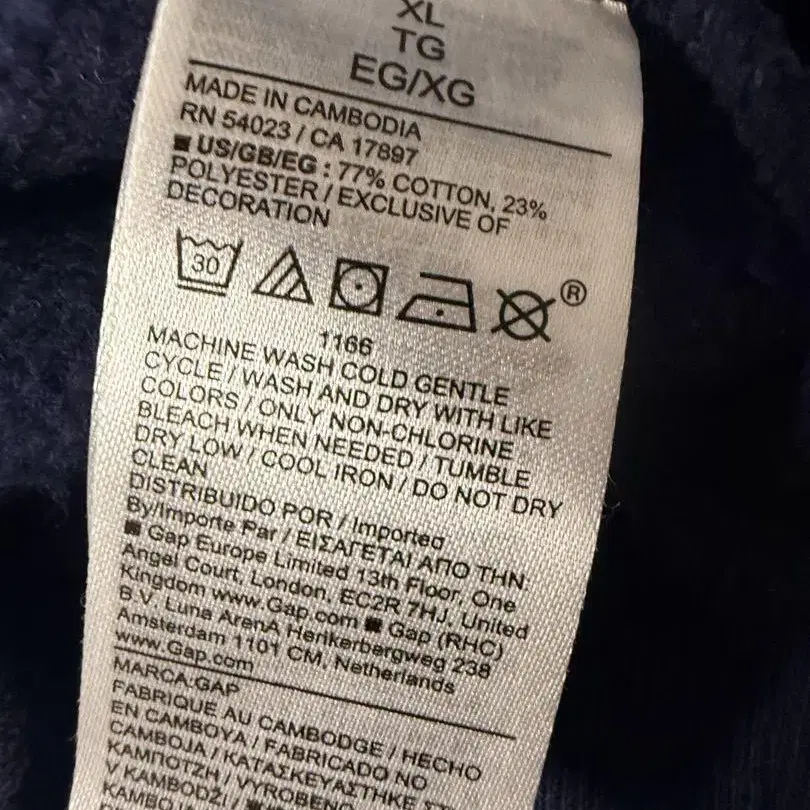 XL
TG
EG/XG
MADE IN CAMBODIA
RN 54023 / CA 17897
US/GB/EG : 77% COTTON, 23%
POLYESTER / EXCLUSIVE OF
DECORATION
30
®
1166
MACHINE WASH COLD GENTLE
CYCLE / WASH AND DRY WITH LIKE
COLORS / ONLY NON-CHLORINE
BLEACH WHEN NEEDED / TUMBLE
DRY LOW / COOL IRON / DO NOT DRY
CLEAN
DISTRIBUIDO POR / Imported
By/Importe Par / ΕΙΣΑΓΕΤΑΙ ΑΠΟ ΤΗΝ:
Gap Europe Limited 13th Floor, One
Angel Court, London, EC2R 7HJ, United
Kingdom www.Gap.com Gap (RHC)
B.V. Luna ArenA Herikerbergweg 238
Amsterdam 1101 CM, Netherlands
www.Gap.com
MARCA:GAP
FABRIQUE AU CAMBODGE / HECHO
EN CAMBOYA / FABRICADO NO
CAMBOJA / ΚΑΤΑΣΚΕΥΑΣΤΗΚΕ ΣΤΗ
ΚΑΜΠΟΤΖΗ / VYROBENO
V KAMBODŽI /